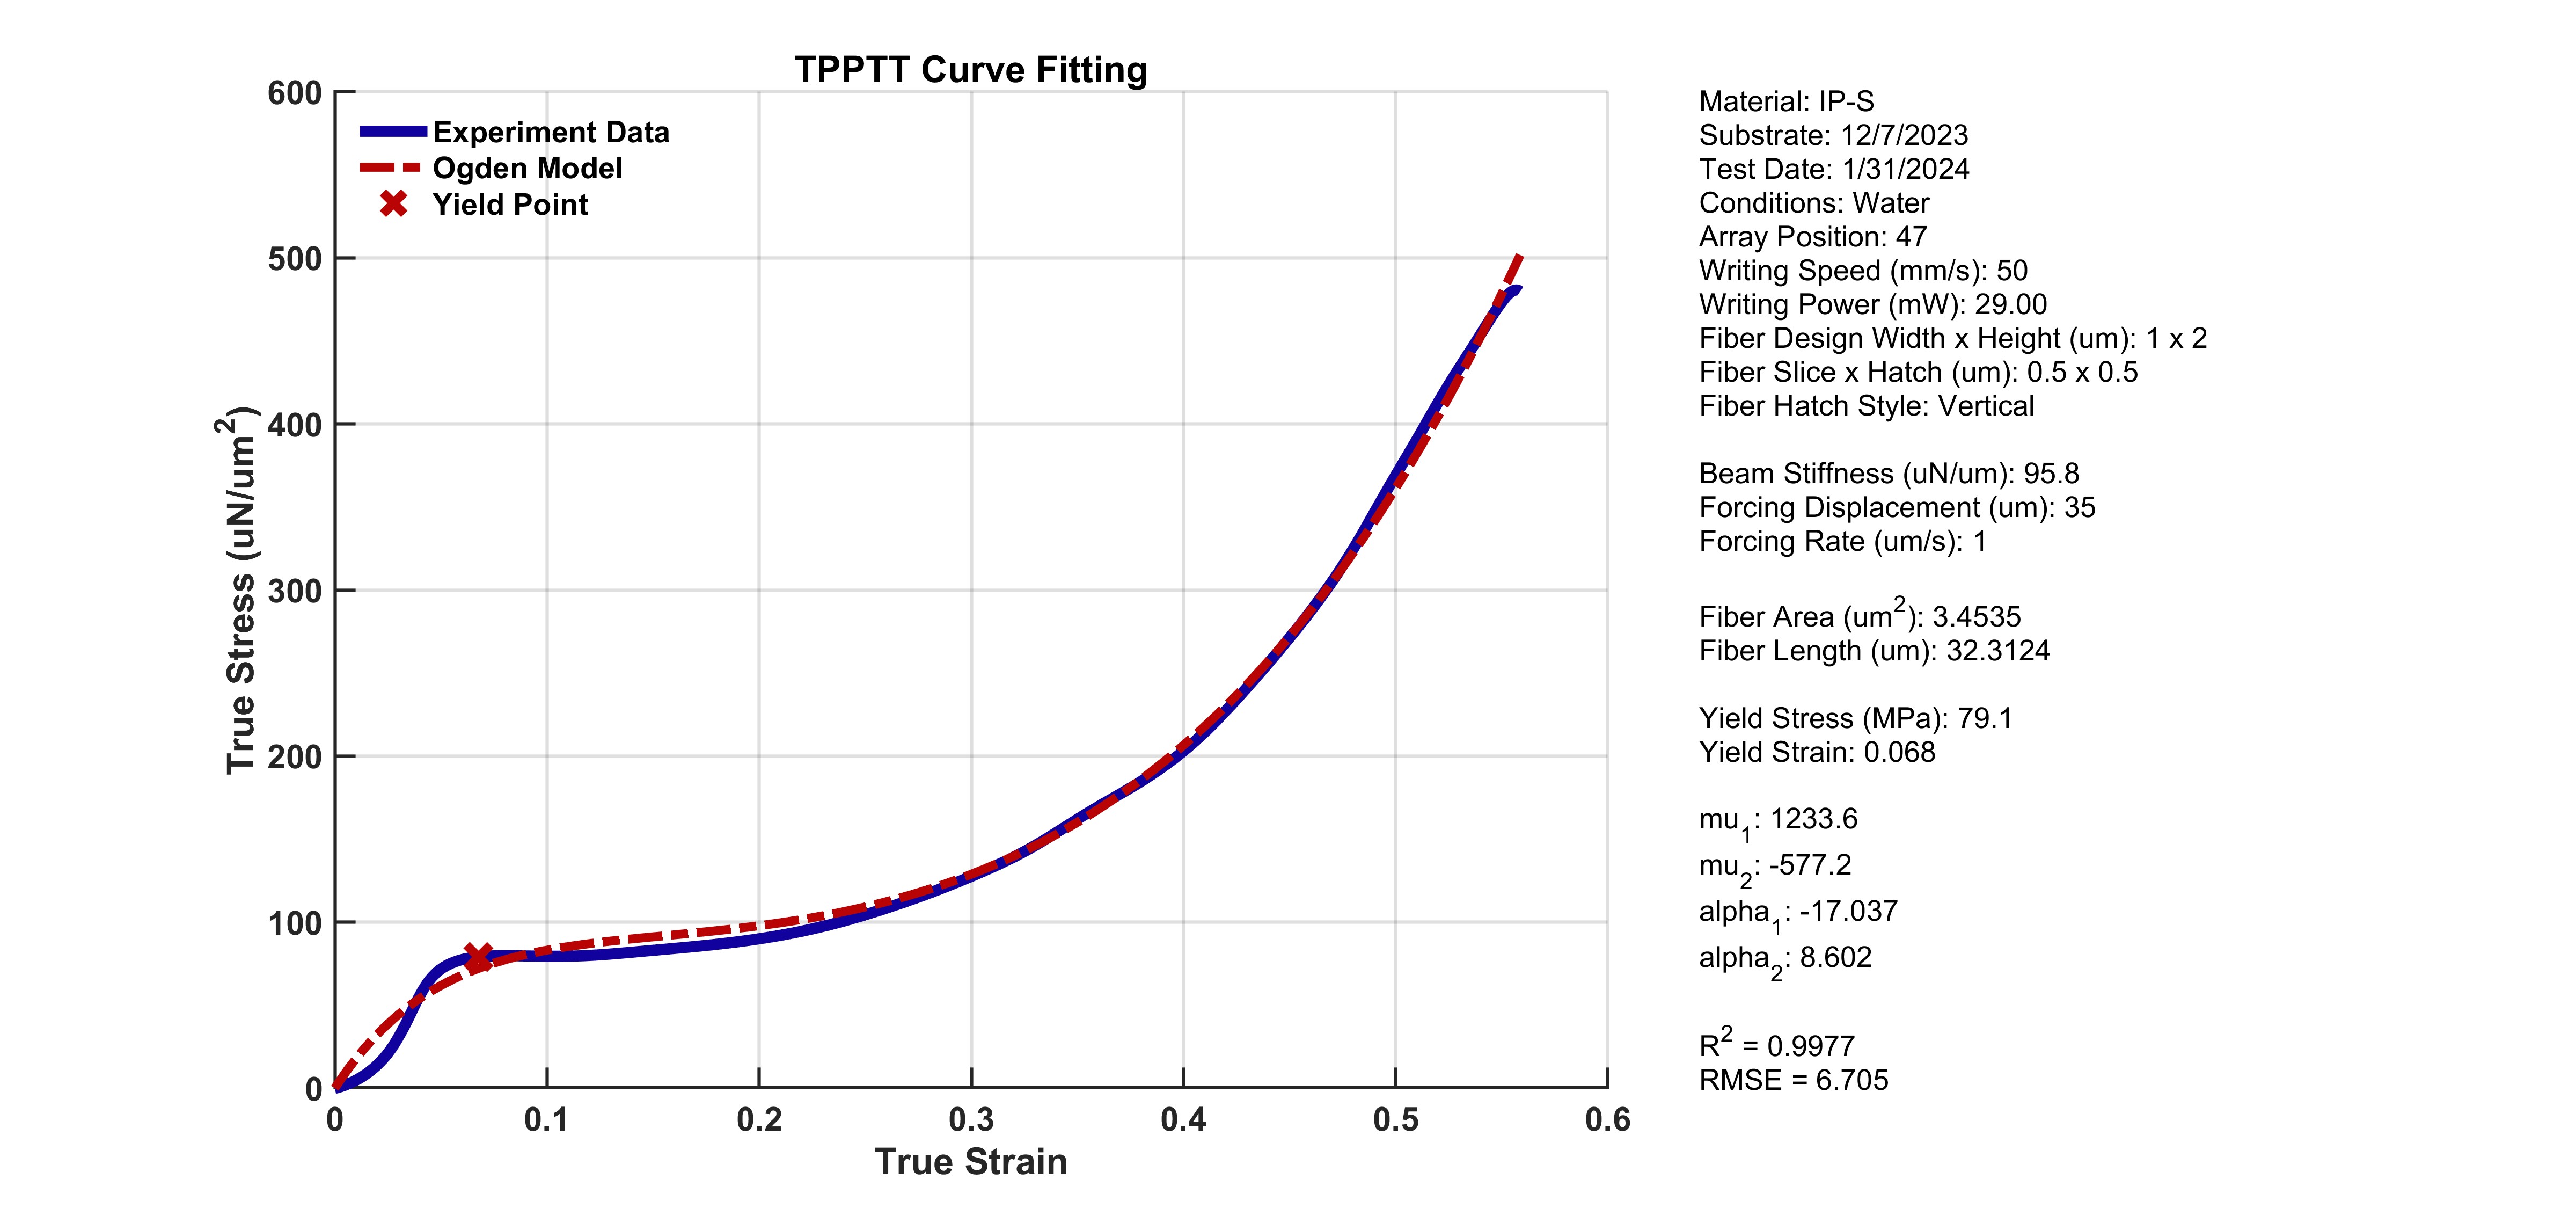 TPPTT Curve Fitting
600
500
400
300
200
100
0
True Stress (uN/um²)
Experiment Data
Ogden Model
Yield Point
0 0.1 0.2 0.3 0.4 0.5 0.6
True Strain
Material: IP-S
Substrate: 12/7/2023
Test Date: 1/31/2024
Conditions: Water
Array Position: 47
Writing Speed (mm/s): 50
Writing Power (mW): 29.00
Fiber Design Width x Height (um): 1 x 2
Fiber Slice x Hatch (um): 0.5 x 0.5
Fiber Hatch Style: Vertical
Beam Stiffness (uN/um): 95.8
Forcing Displacement (um): 35
Forcing Rate (um/s): 1
Fiber Area (um²): 3.4535
Fiber Length (um): 32.3124
Yield Stress (MPa): 79.1
Yield Strain: 0.068
mu₁: 1233.6
mu₂: -577.2
alpha₁: -17.037
alpha₂: 8.602
R² = 0.9977
RMSE = 6.705